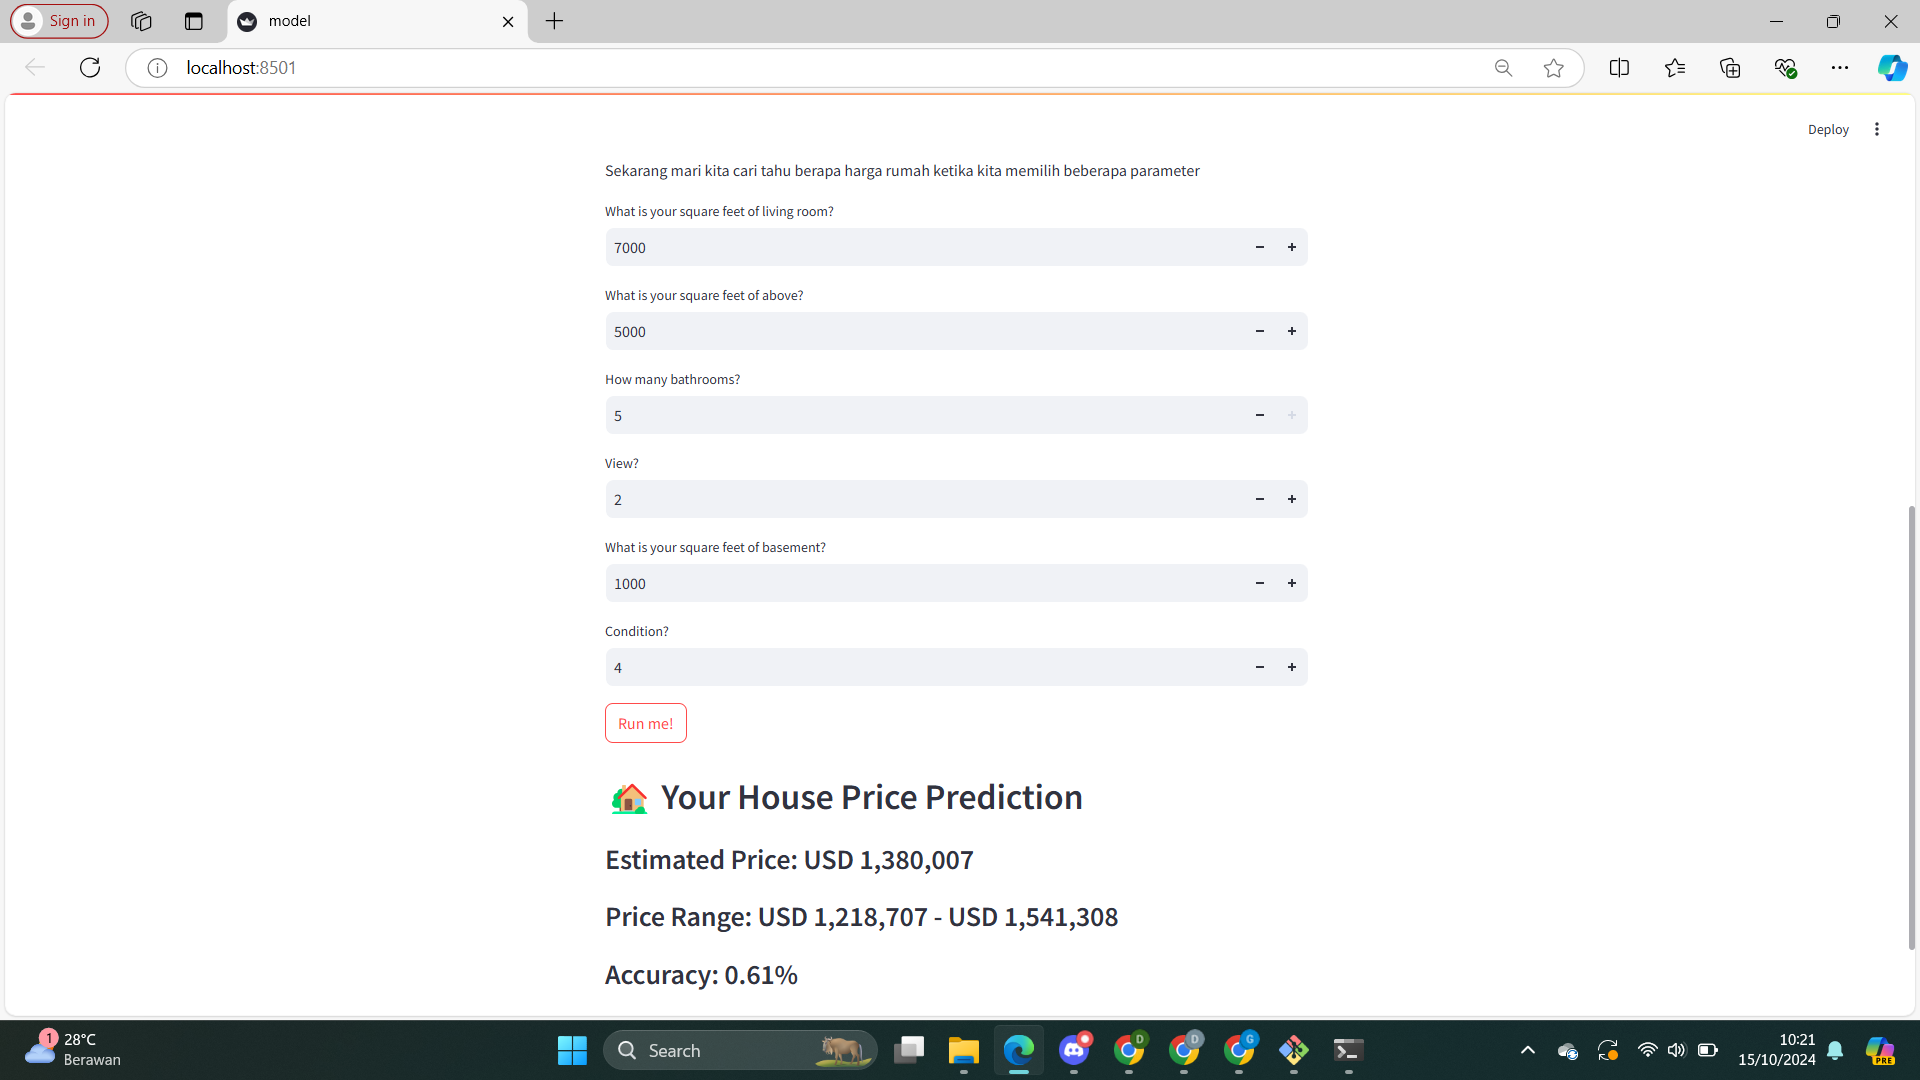 Sign in
model
localhost:8501
Deploy
Sekarang mari kita cari tahu berapa harga rumah ketika kita memilih beberapa parameter
What is your square feet of living room?
7000
What is your square feet of above?
5000
How many bathrooms?
5
View?
2
What is your square feet of basement?
1000
Condition?
4
Run me!
Your House Price Prediction
Estimated Price: USD 1,380,007
Price Range: USD 1,218,707 - USD 1,541,308
Accuracy: 0.61%
1
28°C
Berawan
Search
D
D
G
10:21
15/10/2024
PRE